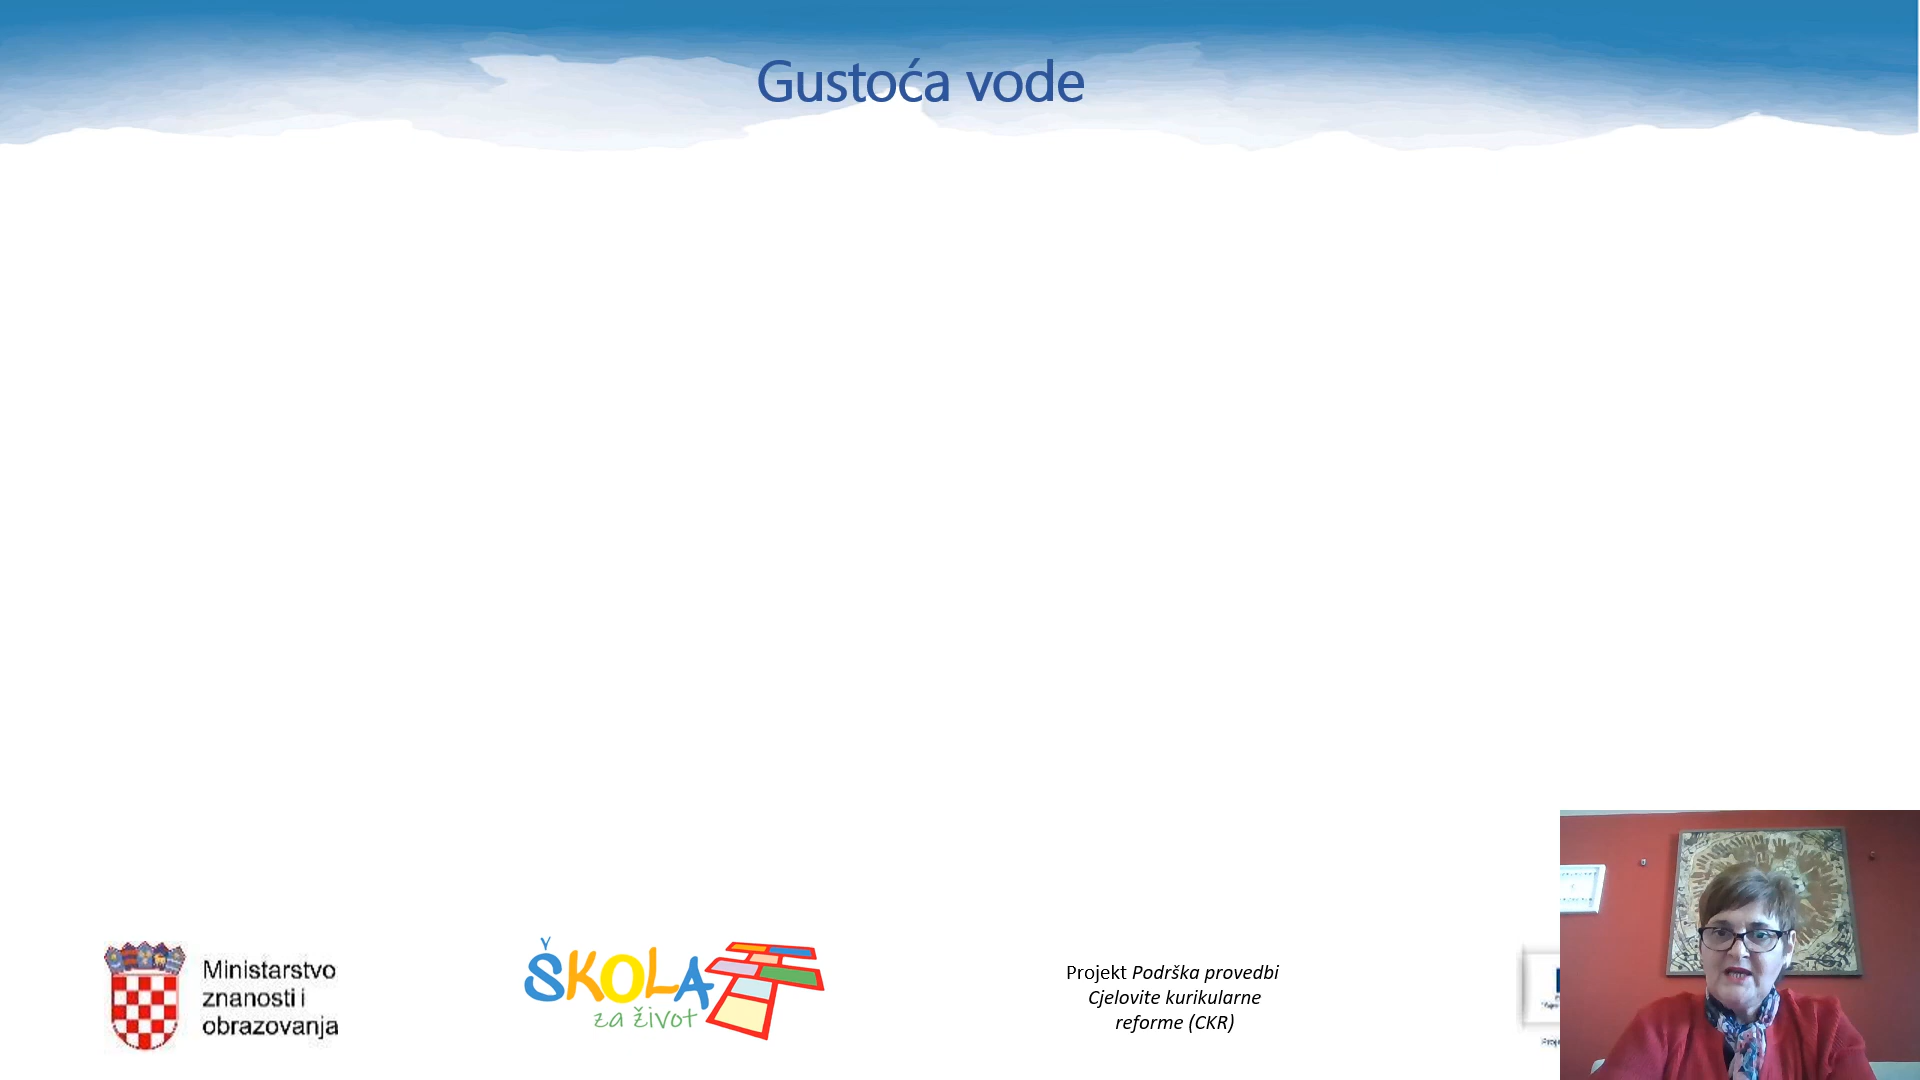 Gustoća vode
Ministarstvo
znanosti i
obrazovanja
ŠKOLA
za život
Projekt Podrška provedbi
Cjelovite kurikularne
reforme (CKR)